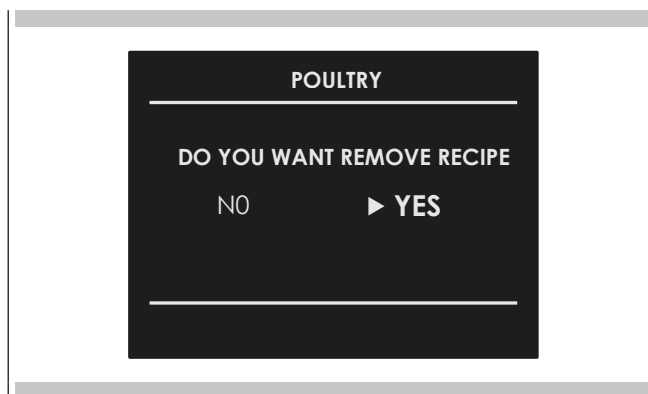 POULTRY
DO YOU WANT REMOVE RECIPE
N0 ▶ YES